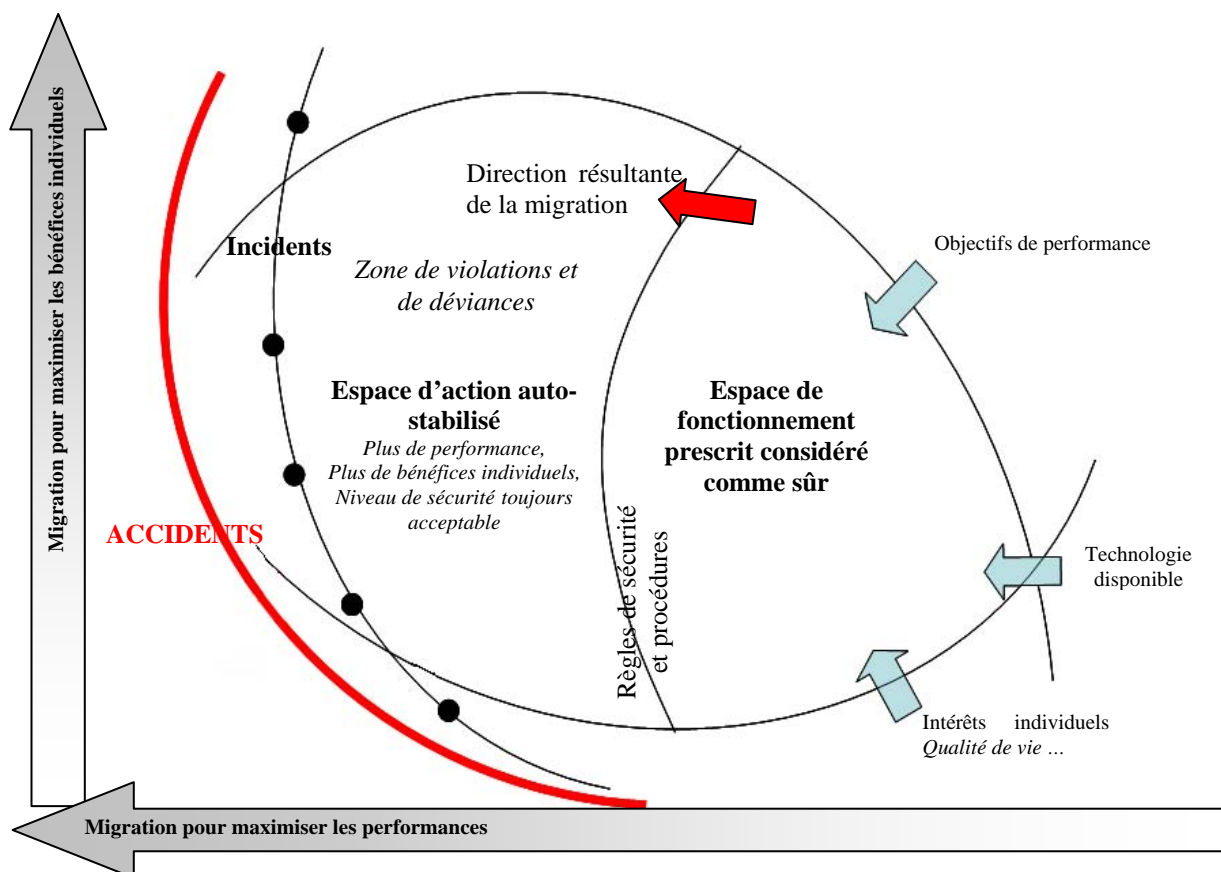 Migration pour maximiser les bénéfices individuels
Direction résultante
de la migration
Objectifs de performance
Incidents
Zone de violations et
de déviances
Espace d’action auto-
stabilisé
Plus de performance,
Plus de bénéfices individuels,
Niveau de sécurité toujours
acceptable
Espace de
fonctionnement
prescrit considéré
comme sûr
ACCIDENTS
Règles de sécurité
et procédures
Technologie
disponible
Intérêts individuels
Qualité de vie …
Migration pour maximiser les performances